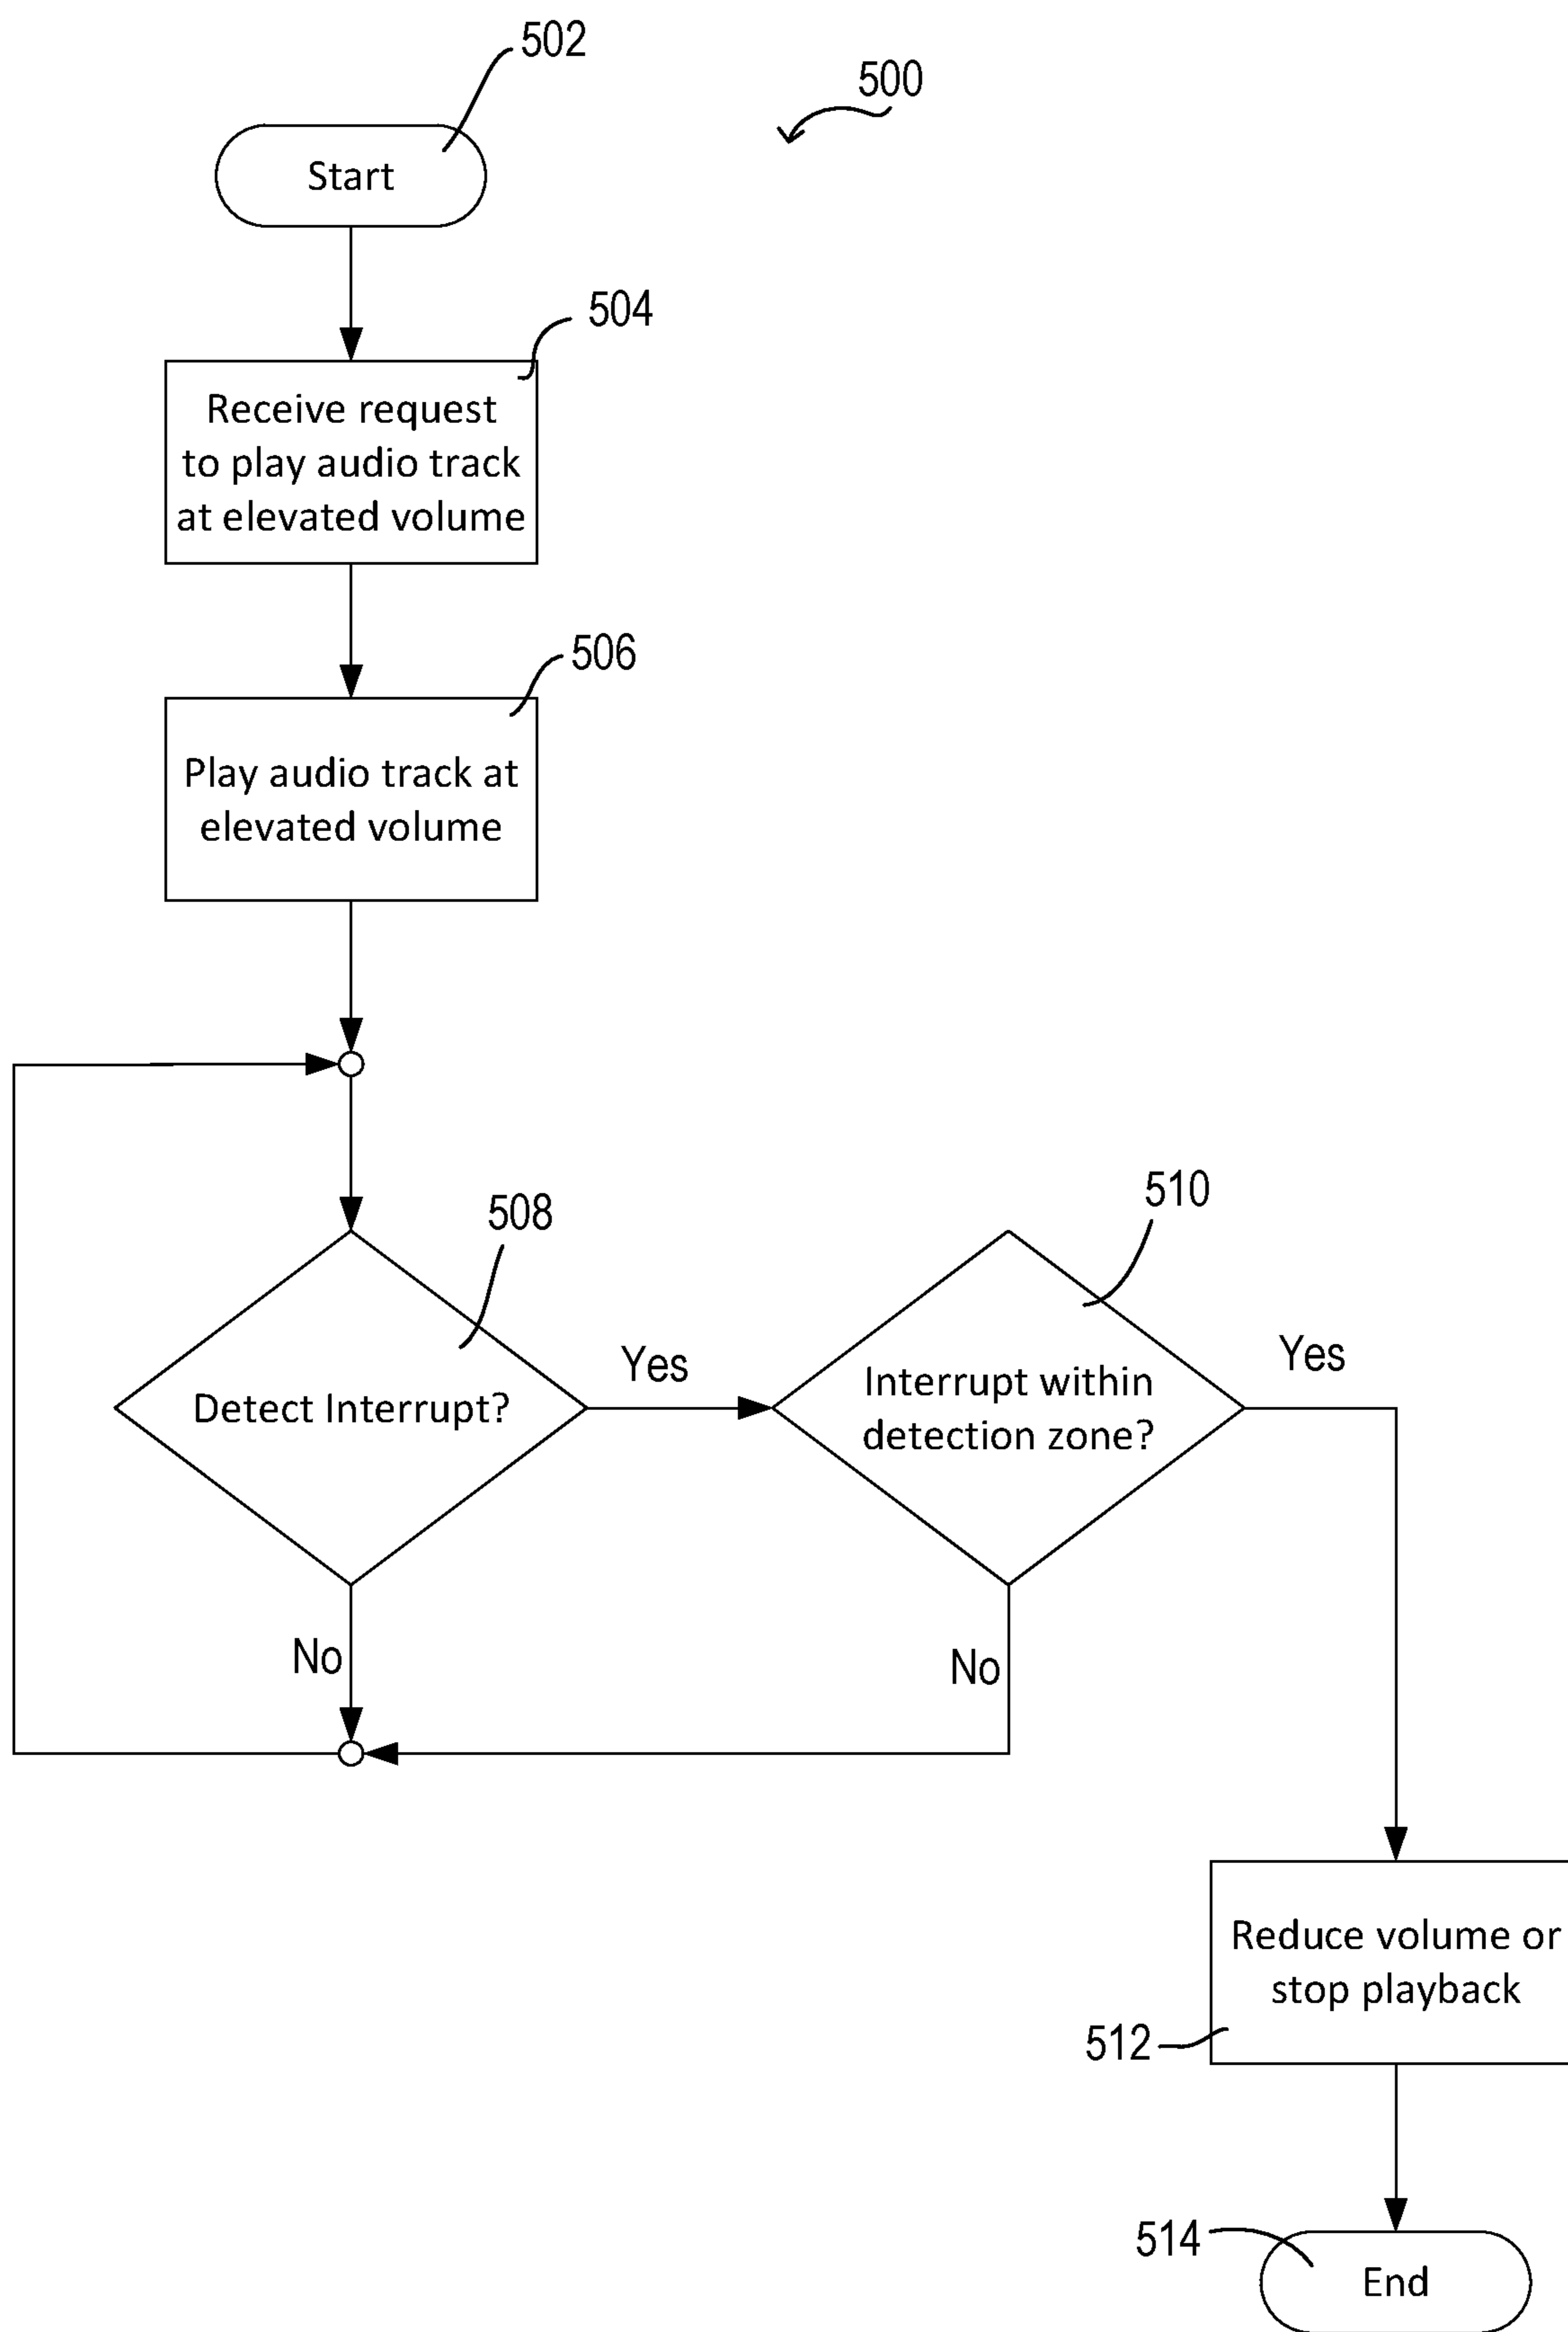 502
500
Start
504
Receive request
to play audio track
at elevated volume
506
Play audio track at
elevated volume
508
510
Detect Interrupt?
Yes
Interrupt within
detection zone?
Yes
No
No
Reduce volume or
stop playback
512
514
End